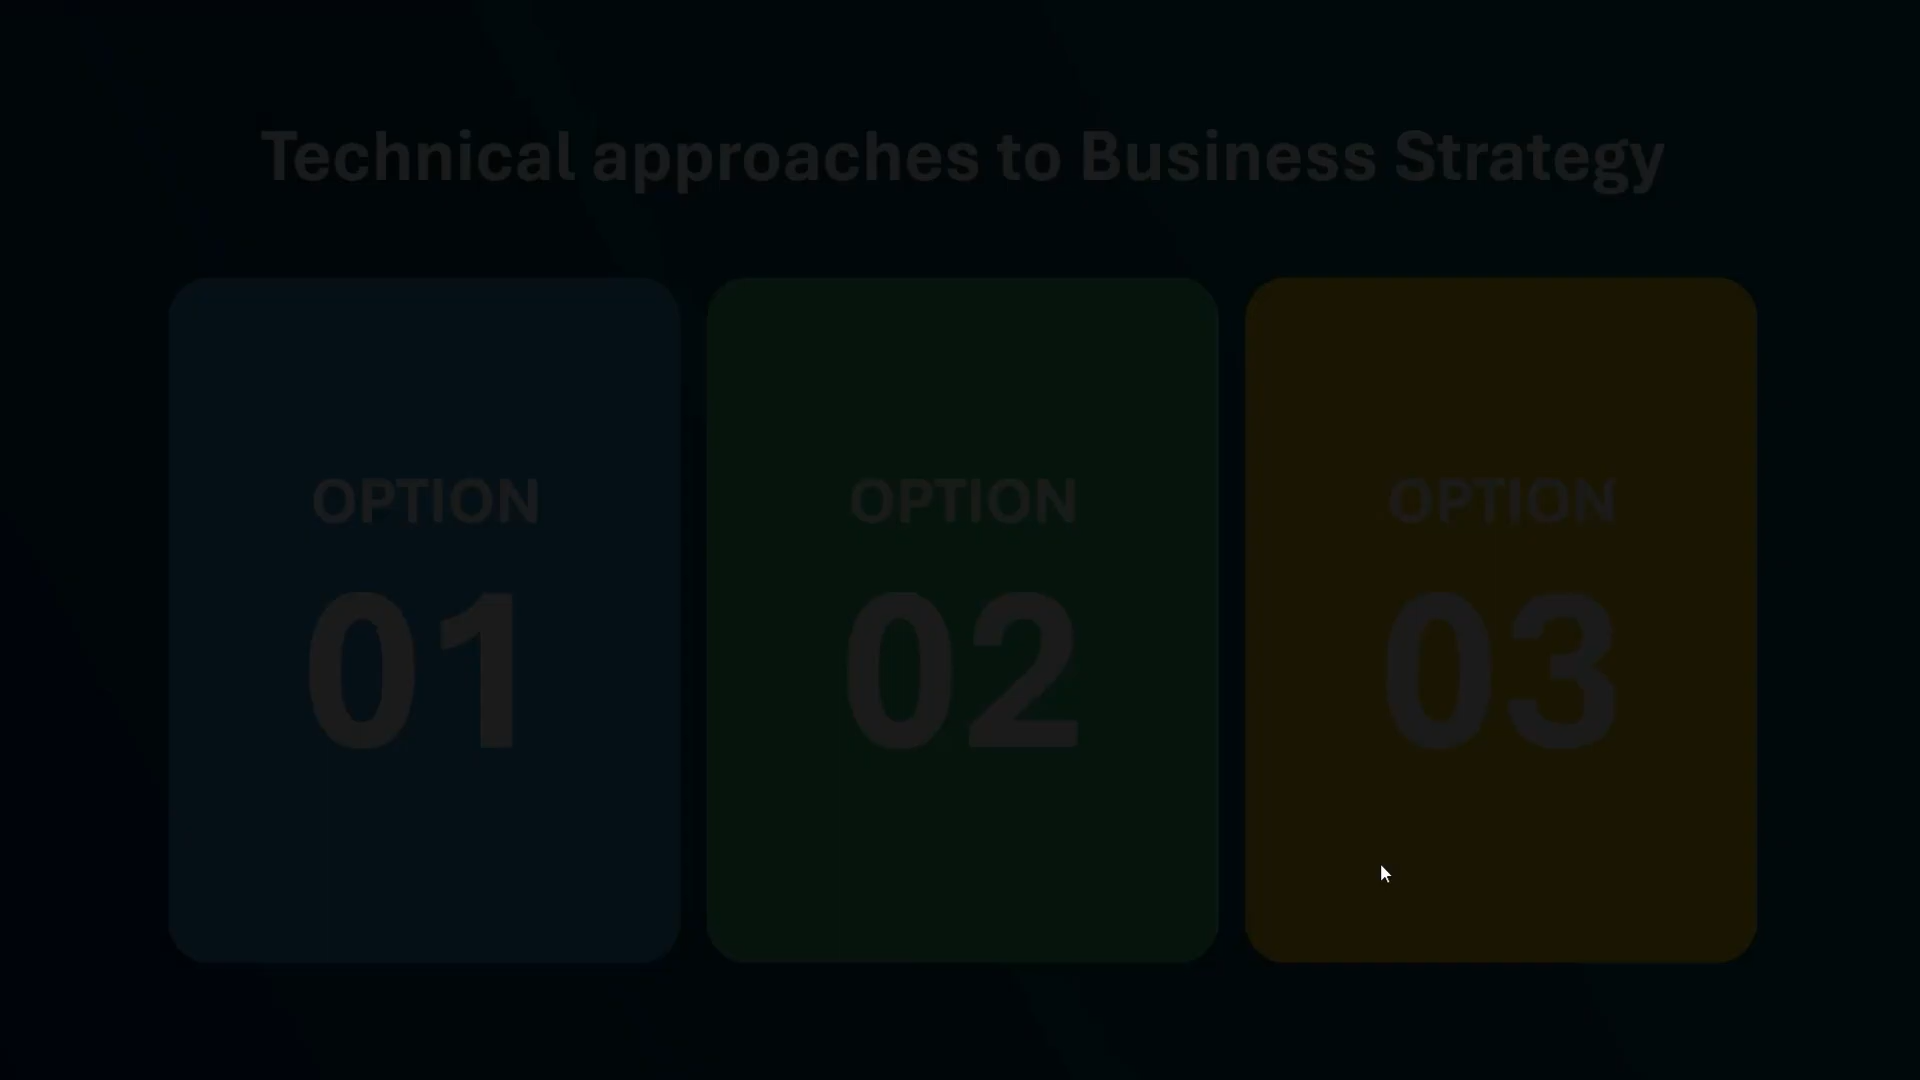 Technical approaches to Business Strategy
OPTION
01
OPTION
02
OPTION
03